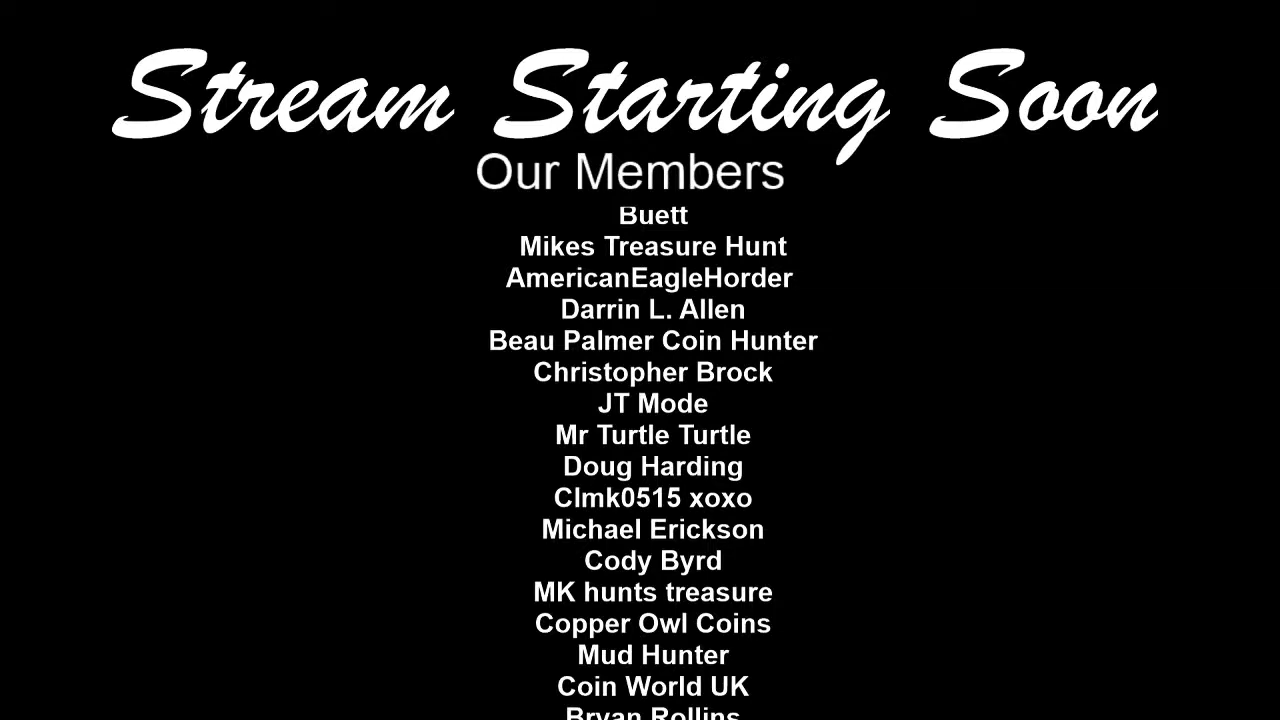 Stream Starting Soon
Our Members
Buett
Mikes Treasure Hunt
AmericanEagleHorder
Darrin L. Allen
Beau Palmer Coin Hunter
Christopher Brock
JT Mode
Mr Turtle Turtle
Doug Harding
Clmk0515 xoxo
Michael Erickson
Cody Byrd
MK hunts treasure
Copper Owl Coins
Mud Hunter
Coin World UK
Bryan Rollins